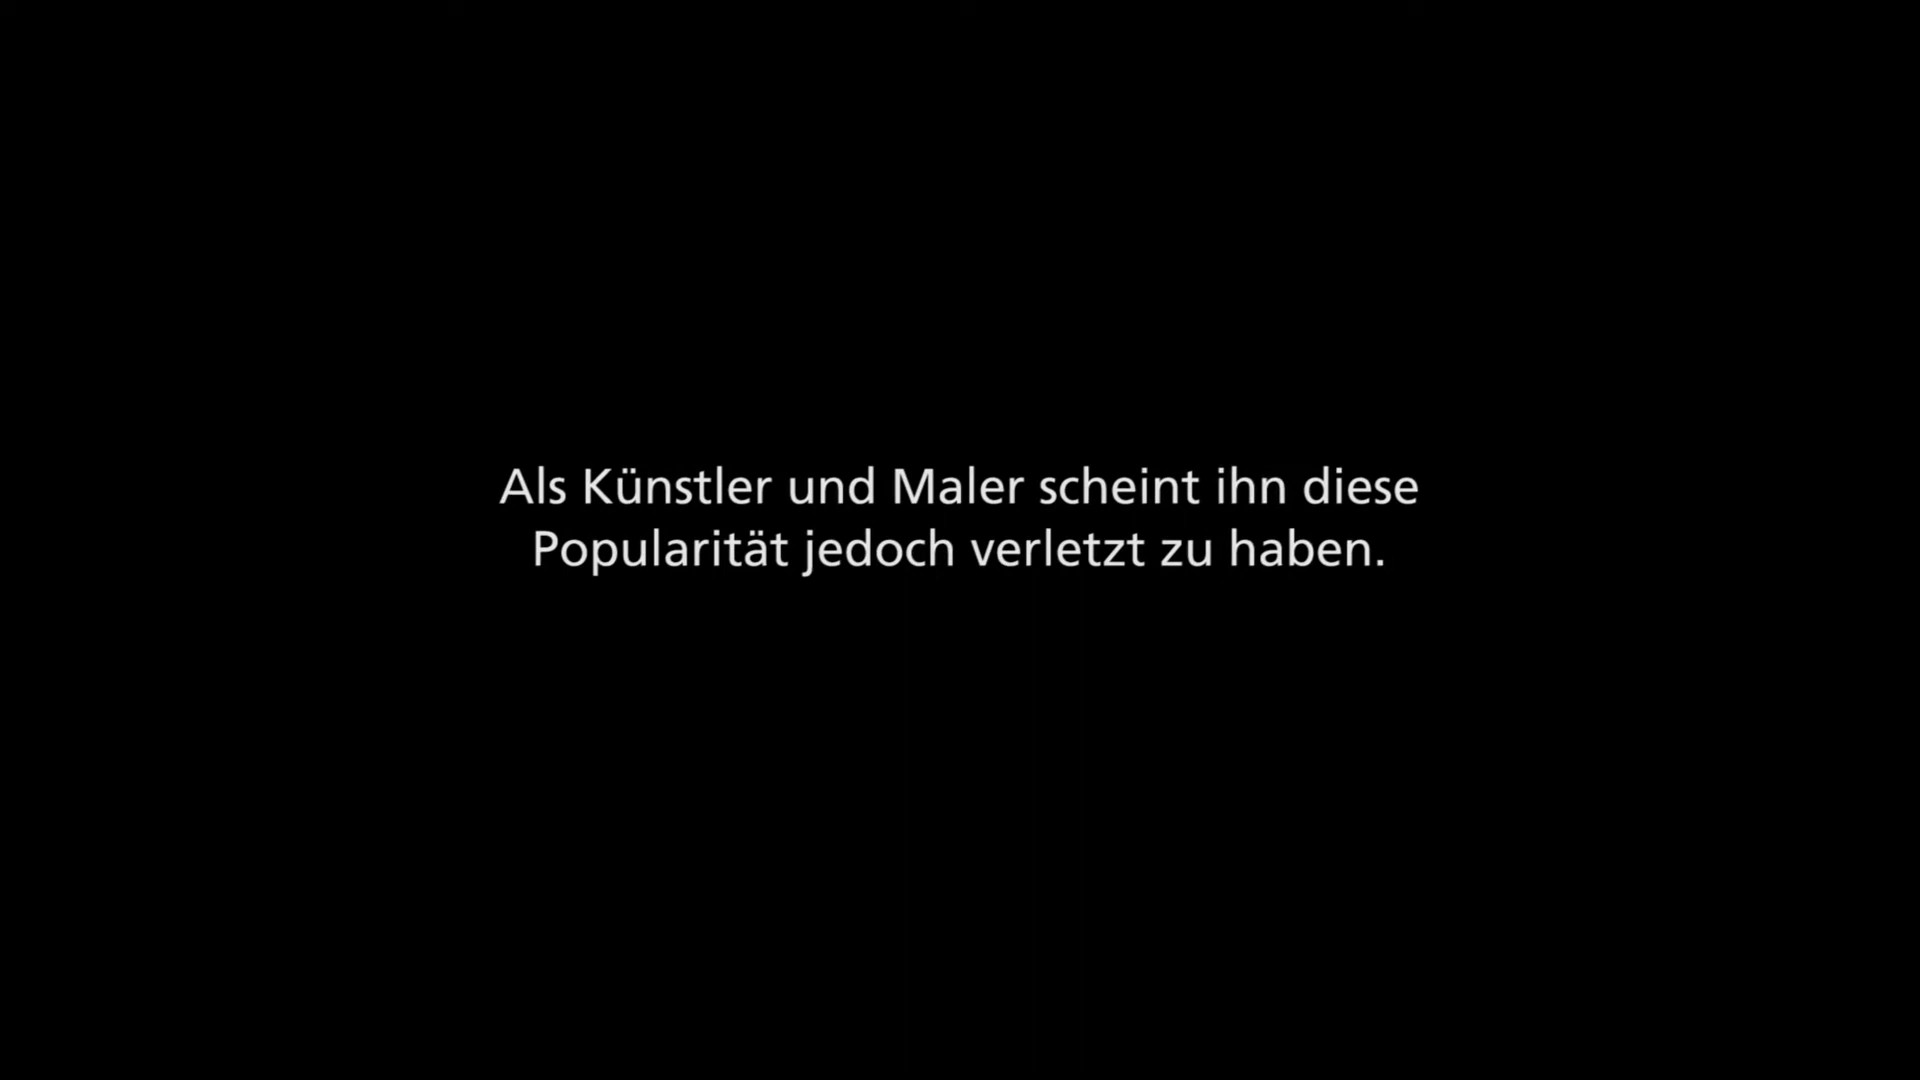 Als Künstler und Maler scheint ihn diese
Popularität jedoch verletzt zu haben.